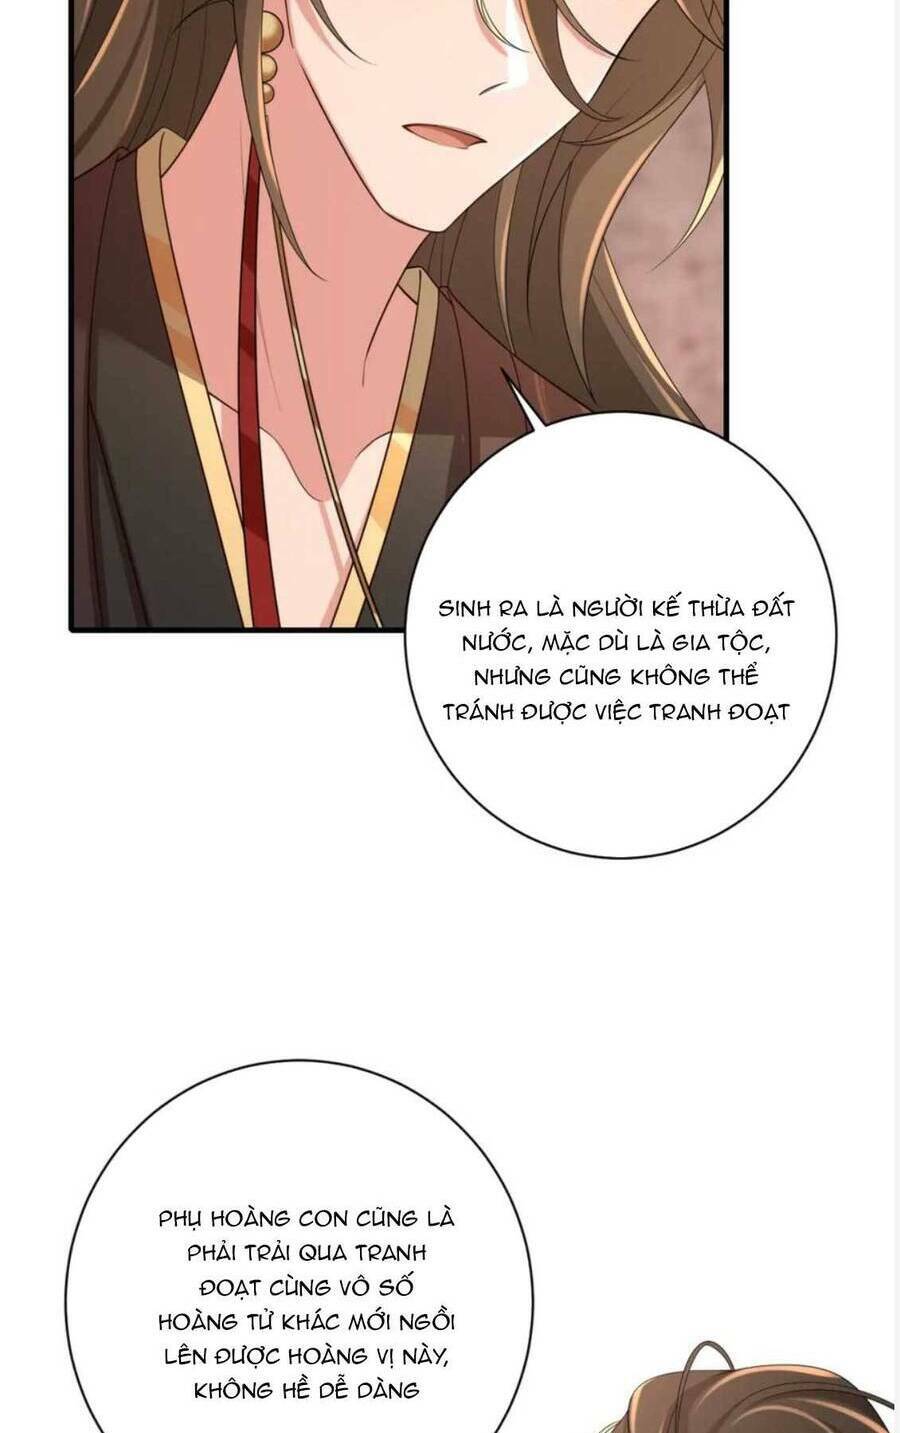 SINH RA LÀ NGƯỜI KẾ THỪA ĐẤT
NƯỚC, MẶC DÙ LÀ GIA TỘC,
NHƯNG CŨNG KHÔNG THỂ
TRÁNH ĐƯỢC VIỆC TRANH ĐOẠT
PHỤ HOÀNG CON CŨNG LÀ
PHẢI TRẢI QUA TRANH
ĐOẠT CÙNG VÔ SỐ
HOÀNG TỬ KHÁC MỚI NGỒI
LÊN ĐƯỢC HOÀNG VỊ NÀY,
KHÔNG HỀ DỄ DÀNG